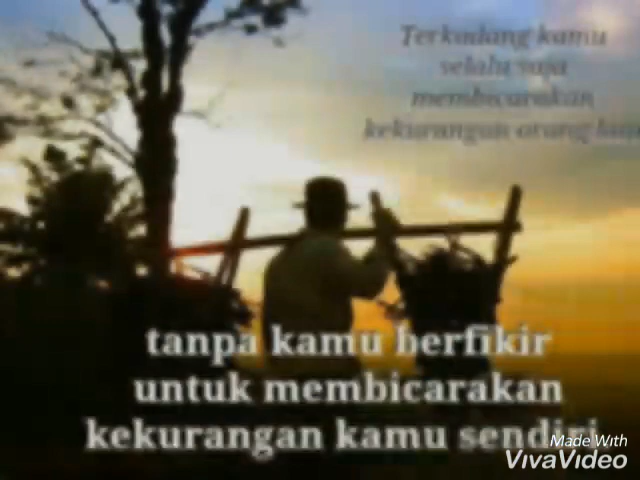 Terkadang kamu
selalu saja
membicarakan
kekurangan orang lain
tanpa kamu berfikir
untuk membicarakan
kekurangan kamu sendiri
Made With
VivaVideo